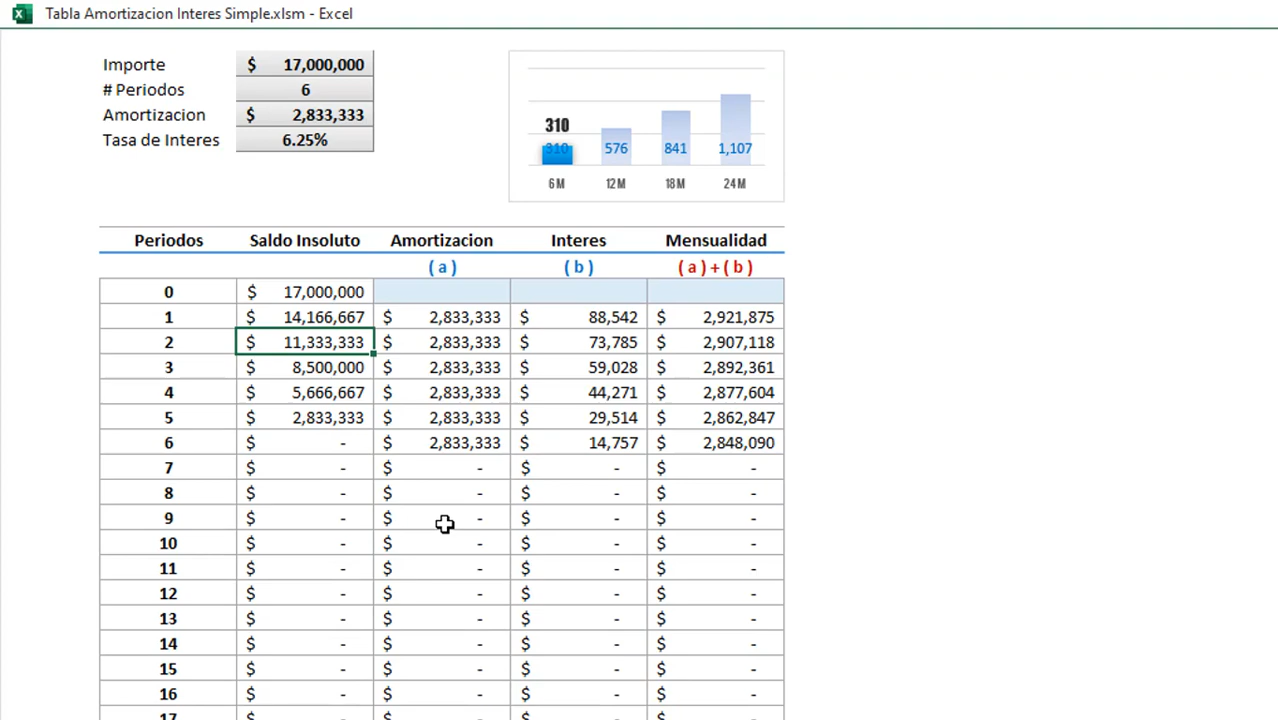 Tabla Amortizacion Interes Simple.xlsm - Excel
Importe $ 17,000,000
# Periodos 6
Amortizacion $ 2,833,333
Tasa de Interes 6.25%
310
310 576 841 1,107
6M 12M 18M 24M
Periodos Saldo Insoluto Amortizacion Interes Mensualidad
( a ) ( b ) ( a ) + ( b )
0 $ 17,000,000
1 $ 14,166,667 $ 2,833,333 $ 88,542 $ 2,921,875
2 $ 11,333,333 $ 2,833,333 $ 73,785 $ 2,907,118
3 $ 8,500,000 $ 2,833,333 $ 59,028 $ 2,892,361
4 $ 5,666,667 $ 2,833,333 $ 44,271 $ 2,877,604
5 $ 2,833,333 $ 2,833,333 $ 29,514 $ 2,862,847
6 $ - $ 2,833,333 $ 14,757 $ 2,848,090
7 $ - $ - $ - $ -
8 $ - $ - $ - $ -
9 $ - $ - $ - $ -
10 $ - $ - $ - $ -
11 $ - $ - $ - $ -
12 $ - $ - $ - $ -
13 $ - $ - $ - $ -
14 $ - $ - $ - $ -
15 $ - $ - $ - $ -
16 $ - $ - $ - $ -
17